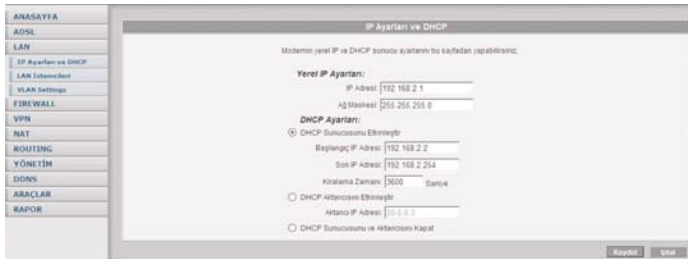 ANASAYFA
ADSL
LAN
IP Ayarları ve DHCP
LAN İstemcileri
VLAN Settings
FIREWALL
VPN
NAT
ROUTING
YÖNETİM
DDNS
ARAÇLAR
RAPOR
IP Ayarları ve DHCP
Modemin yerel IP ve DHCP sunucu ayarlarını bu sayfadan yapabilirsiniz.
Yerel IP Ayarları:
IP Adresi: 192.168.2.1
Ağ Maskesi: 255.255.255.0
DHCP Ayarları:
DHCP Sunucusunu Etkinleştir
Başlangıç IP Adresi: 192.168.2.2
Son IP Adresi: 192.168.2.254
Kiralama Zamanı: 3600 Saniye
DHCP Aktarıcısını Etkinleştir
Aktarıcı IP Adresi: 20.0.0.3
DHCP Sunucusunu ve Aktarıcısını Kapat
Kaydet İptal